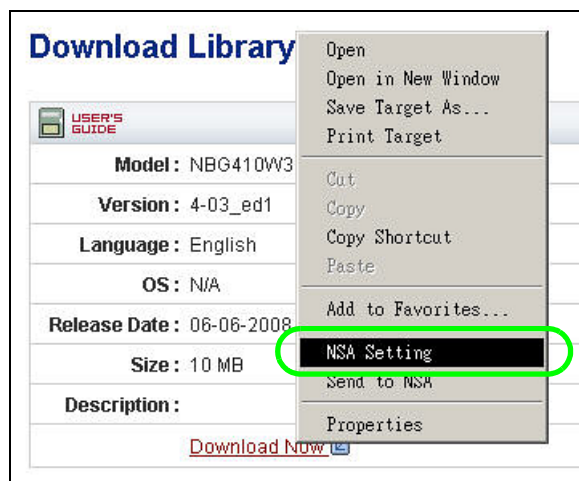 Download Library
USER'S
GUIDE
Model : NBG410W3
Version : 4-03_ed1
Language : English
OS : N/A
Release Date : 06-06-2008
Size : 10 MB
Description :
Download Now
Open
Open in New Window
Save Target As...
Print Target
Cut
Copy
Copy Shortcut
Paste
Add to Favorites...
NSA Setting
Send to NSA
Properties